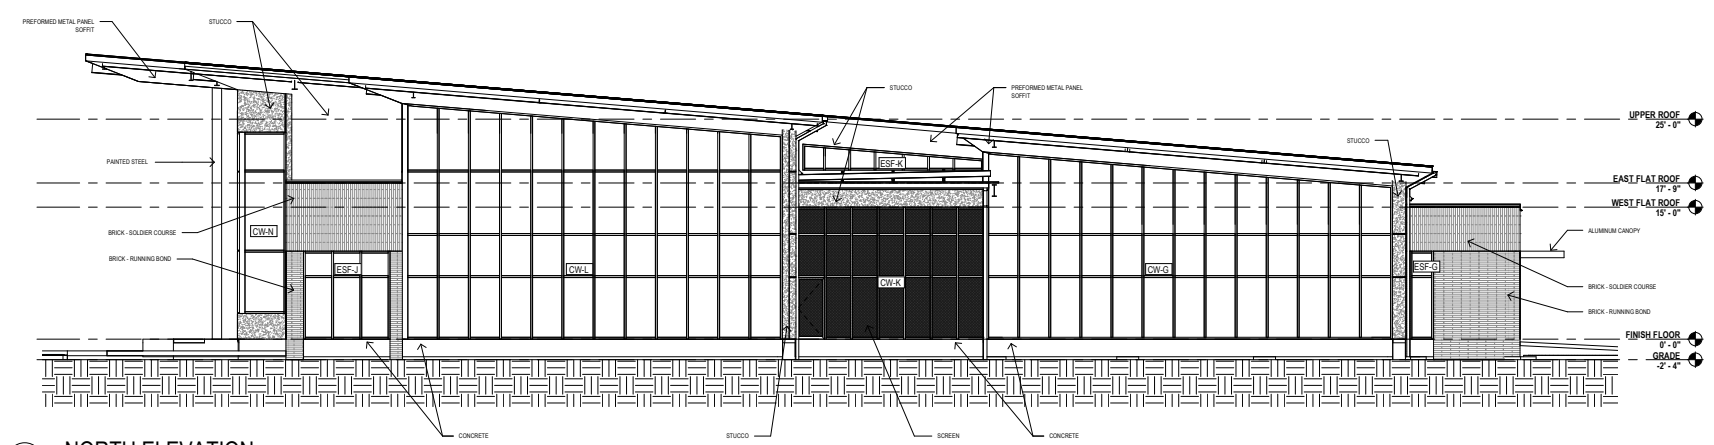 PREFORMED METAL PANEL
SOFFIT
STUCCO
STUCCO
PREFORMED METAL PANEL
SOFFIT
UPPER ROOF
25' - 0"
STUCCO
PAINTED STEEL
ESF-K
EAST FLAT ROOF
17' - 9"
WEST FLAT ROOF
15' - 0"
BRICK - SOLDIER COURSE
CW-N
ALUMINUM CANOPY
BRICK - RUNNING BOND
ESF-J
CW-L
CW-K
CW-G
ESF-G
BRICK - SOLDIER COURSE
BRICK - RUNNING BOND
FINISH FLOOR
0' - 0"
GRADE
-2' - 4"
CONCRETE
STUCCO
SCREEN
CONCRETE
NORTH ELEVATION